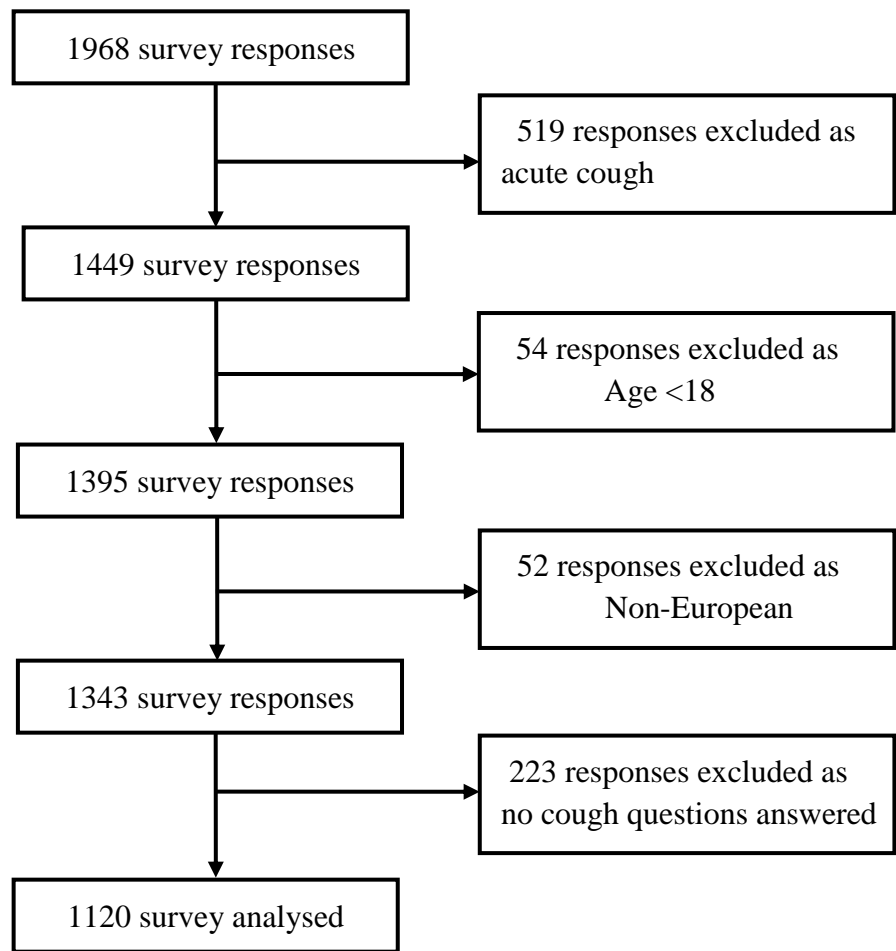 1968 survey responses
519 responses excluded as
acute cough
1449 survey responses
54 responses excluded as
Age <18
1395 survey responses
52 responses excluded as
Non-European
1343 survey responses
223 responses excluded as
no cough questions answered
1120 survey analysed